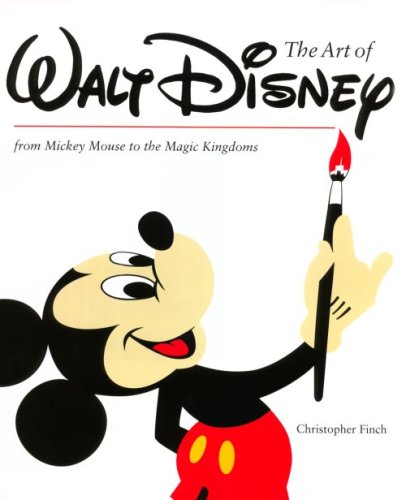 The Art of
WALT DISNEY
from Mickey Mouse to the Magic Kingdoms
Christopher Finch